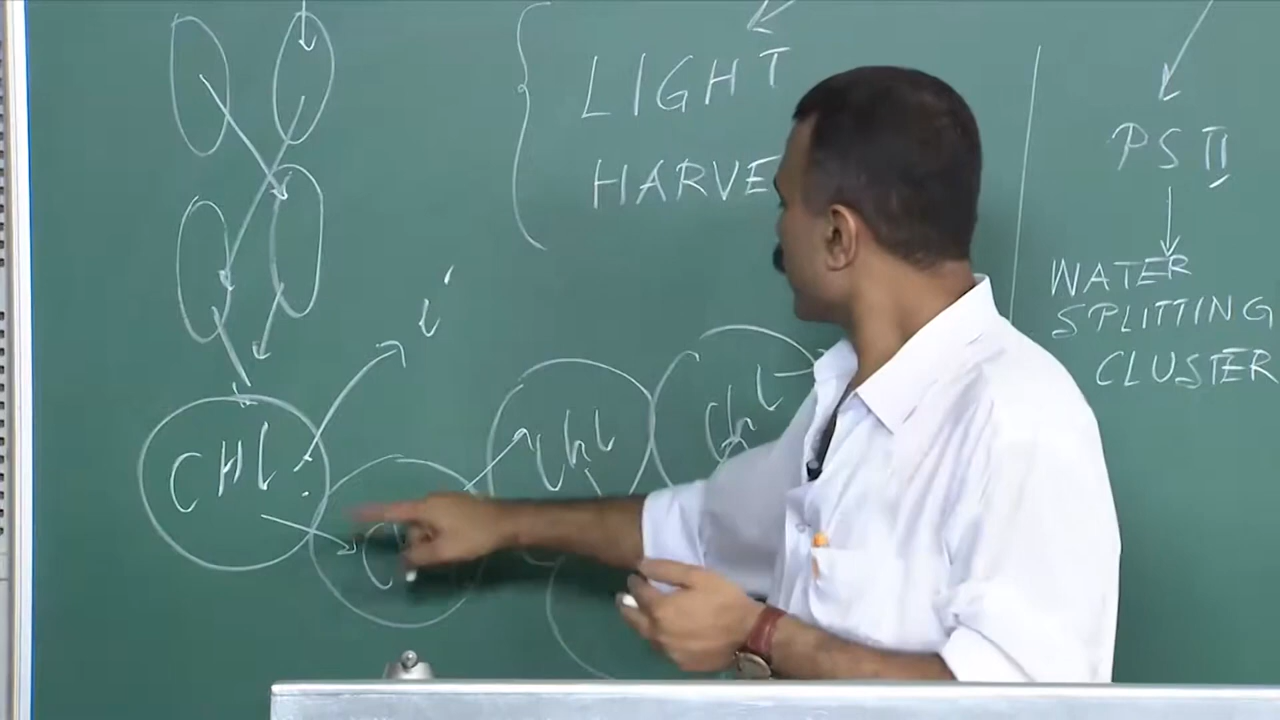 LIGHT
HARVE
PS II
WATER
SPLITTING
CLUSTER
i
CHL
Chl
Chl
C